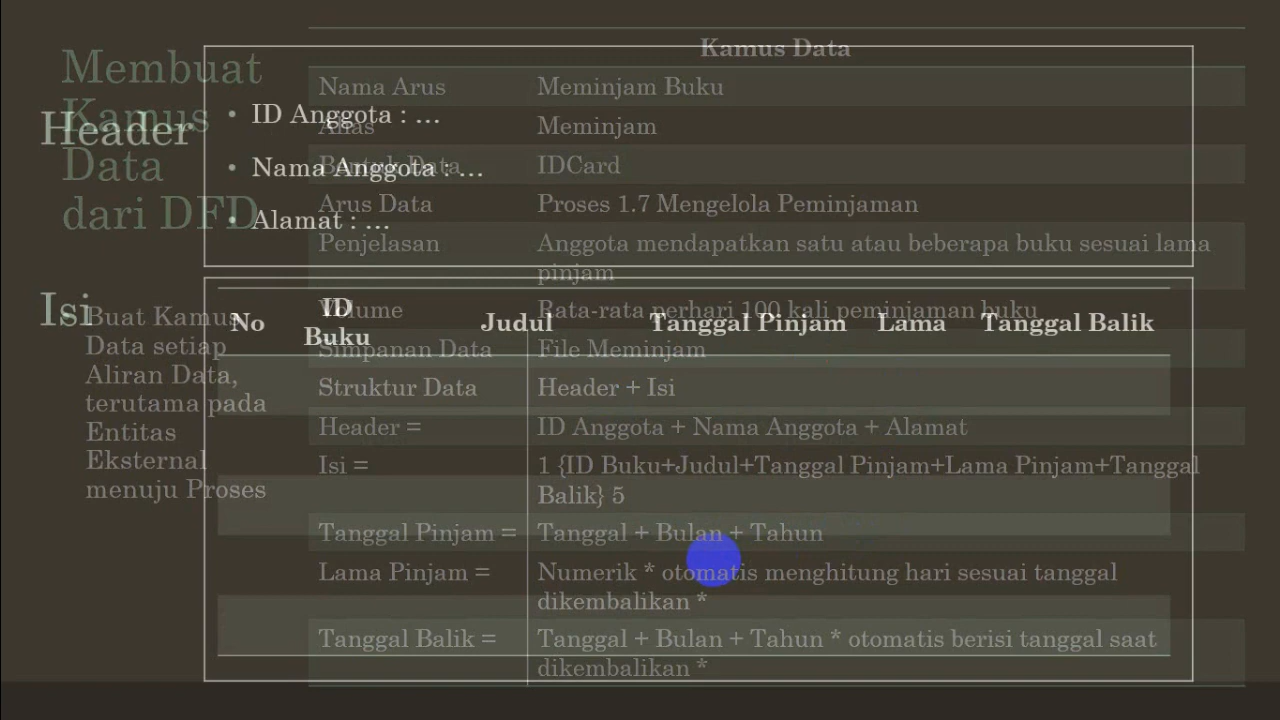 Membuat
Kamus
Data
dari DFD
Buat Kamus
Data setiap
Aliran Data,
terutama pada
Entitas
Eksternal
menuju Proses
Kamus Data
Nama Arus Meminjam Buku
Alias Meminjam
Bentuk Data IDCard
Arus Data Proses 1.7 Mengelola Peminjaman
Penjelasan Anggota mendapatkan satu atau beberapa buku sesuai lama
pinjam
Volume Rata-rata perhari 100 kali peminjaman buku
Simpanan Data File Meminjam
Struktur Data Header + Isi
Header = ID Anggota + Nama Anggota + Alamat
Isi = 1 {ID Buku+Judul+Tanggal Pinjam+Lama Pinjam+Tanggal
Balik} 5
Tanggal Pinjam = Tanggal + Bulan + Tahun
Lama Pinjam = Numerik * otomatis menghitung hari sesuai tanggal
dikembalikan *
Tanggal Balik = Tanggal + Bulan + Tahun * otomatis berisi tanggal saat
dikembalikan *
Header
• ID Anggota : …
• Nama Anggota : …
• Alamat : …
Isi
No ID Judul Tanggal Pinjam Lama Tanggal Balik
Buku